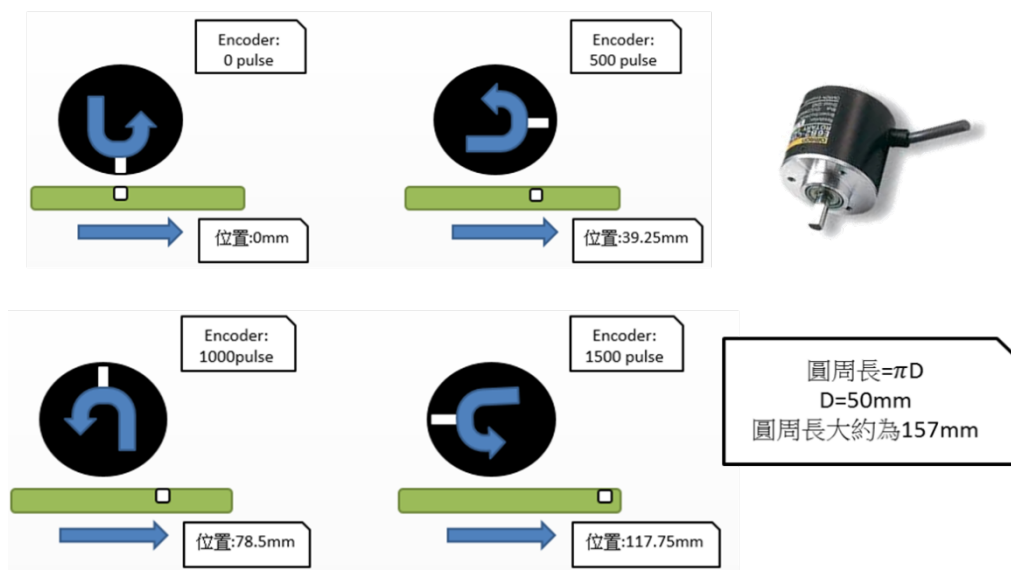 Encoder:
0 pulse
位置:0mm
Encoder:
500 pulse
位置:39.25mm
Encoder:
1000pulse
位置:78.5mm
Encoder:
1500 pulse
位置:117.75mm
圓周長=πD
D=50mm
圓周長大約為157mm